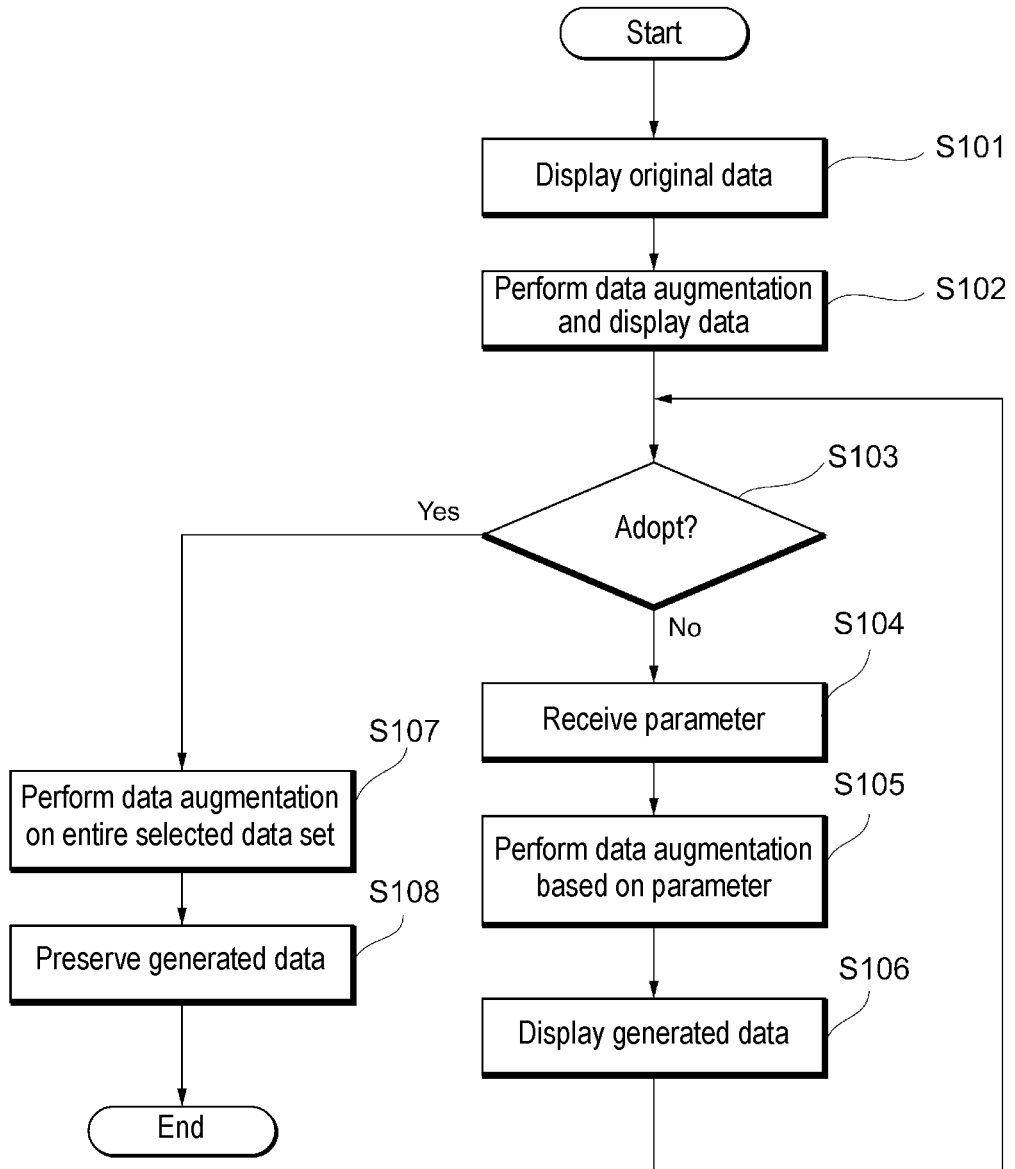 Start
S101
Display original data
S102
Perform data augmentation
and display data
S103
Adopt?
Yes
No
S104
Receive parameter
S107
Perform data augmentation
on entire selected data set
S105
Perform data augmentation
based on parameter
S108
Preserve generated data
S106
Display generated data
End